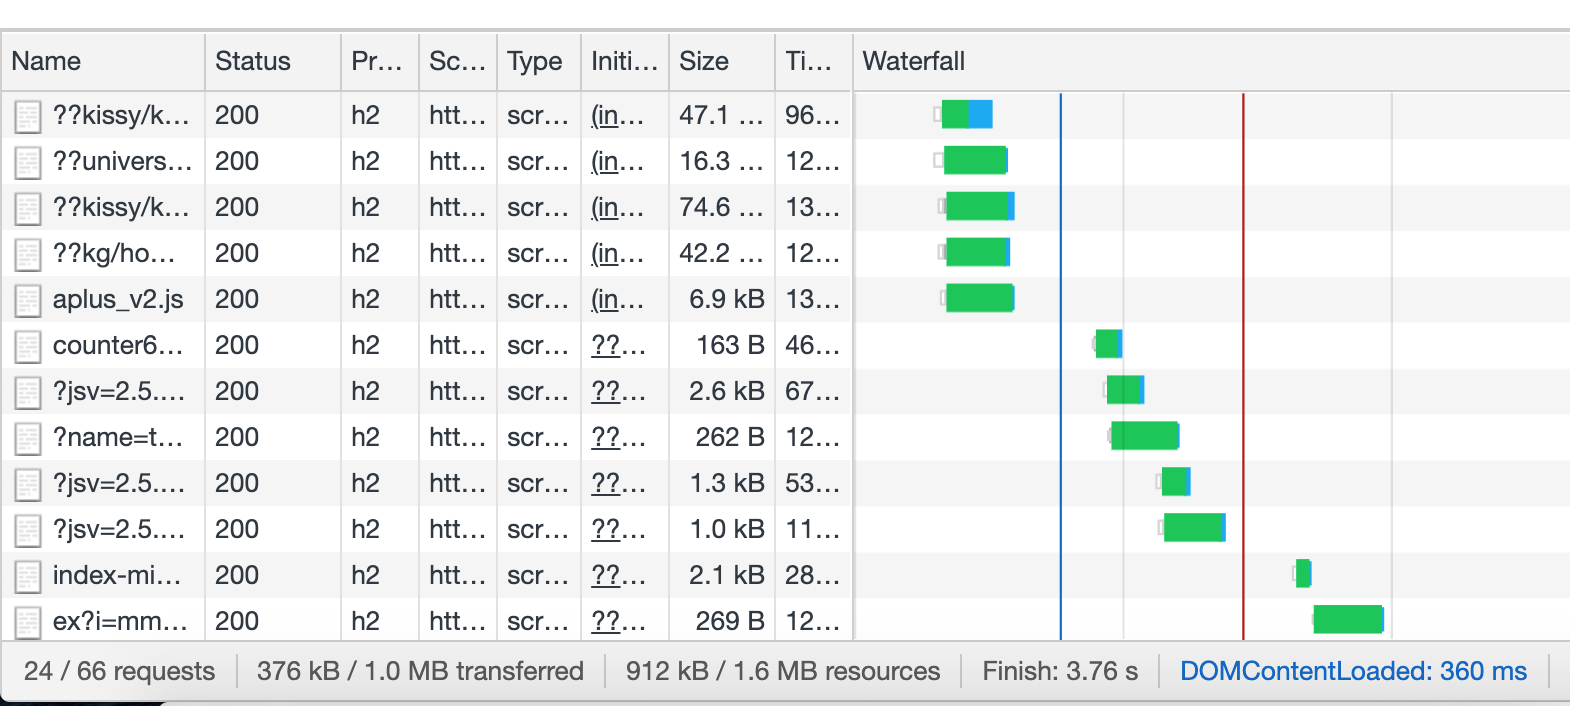 Name Status Pr... Sc... Type Initi... Size Ti... Waterfall
??kissy/k... 200 h2 htt... scr... (in... 47.1 ... 96...
??univers... 200 h2 htt... scr... (in... 16.3 ... 12...
??kissy/k... 200 h2 htt... scr... (in... 74.6 ... 13...
??kg/ho... 200 h2 htt... scr... (in... 42.2 ... 12...
aplus_v2.js 200 h2 htt... scr... (in... 6.9 kB 13...
counter6... 200 h2 htt... scr... ??... 163 B 46...
?jsv=2.5.... 200 h2 htt... scr... ??... 2.6 kB 67...
?name=t... 200 h2 htt... scr... ??... 262 B 12...
?jsv=2.5.... 200 h2 htt... scr... ??... 1.3 kB 53...
?jsv=2.5.... 200 h2 htt... scr... ??... 1.0 kB 11...
index-mi... 200 h2 htt... scr... ??... 2.1 kB 28...
ex?i=mm... 200 h2 htt... scr... ??... 269 B 12...
24 / 66 requests 376 kB / 1.0 MB transferred 912 kB / 1.6 MB resources Finish: 3.76 s DOMContentLoaded: 360 ms